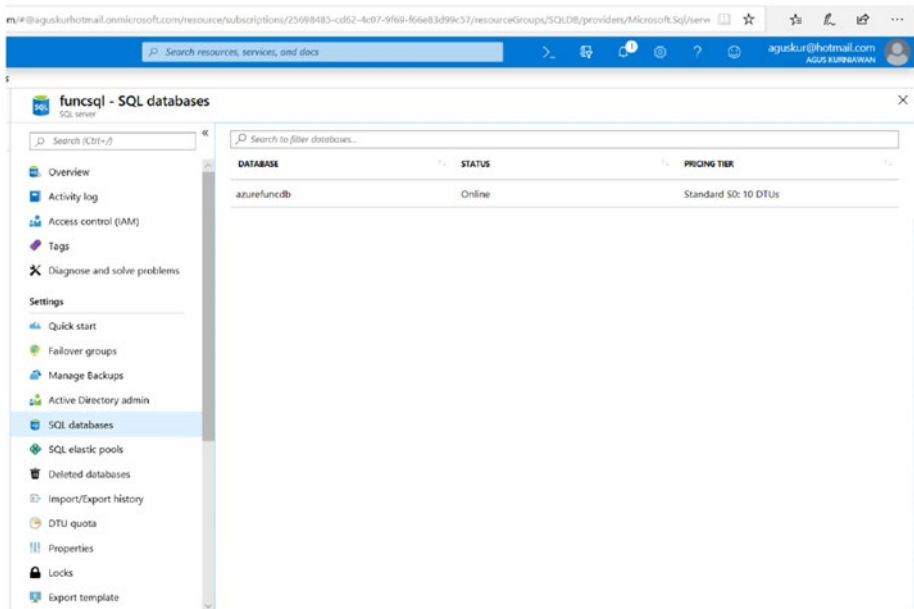 m/#@aguskurhotmail.onmicrosoft.com/resource/subscriptions/25698485-cd62-4c07-9f69-f66e83d99c57/resourceGroups/SQLDB/providers/Microsoft.Sql/serve
Search resources, services, and docs
1
aguskur@hotmail.com
AGUS KURNIAWAN
s
SQL
funcsql - SQL databases
SQL server
Search (Ctrl+/)
Search to filter databases...
DATABASE STATUS PRICING TIER
azurefuncdb Online Standard S0: 10 DTUs
Overview
Activity log
Access control (IAM)
Tags
Diagnose and solve problems
Settings
Quick start
Failover groups
Manage Backups
Active Directory admin
SQL databases
SQL elastic pools
Deleted databases
Import/Export history
DTU quota
Properties
Locks
Export template